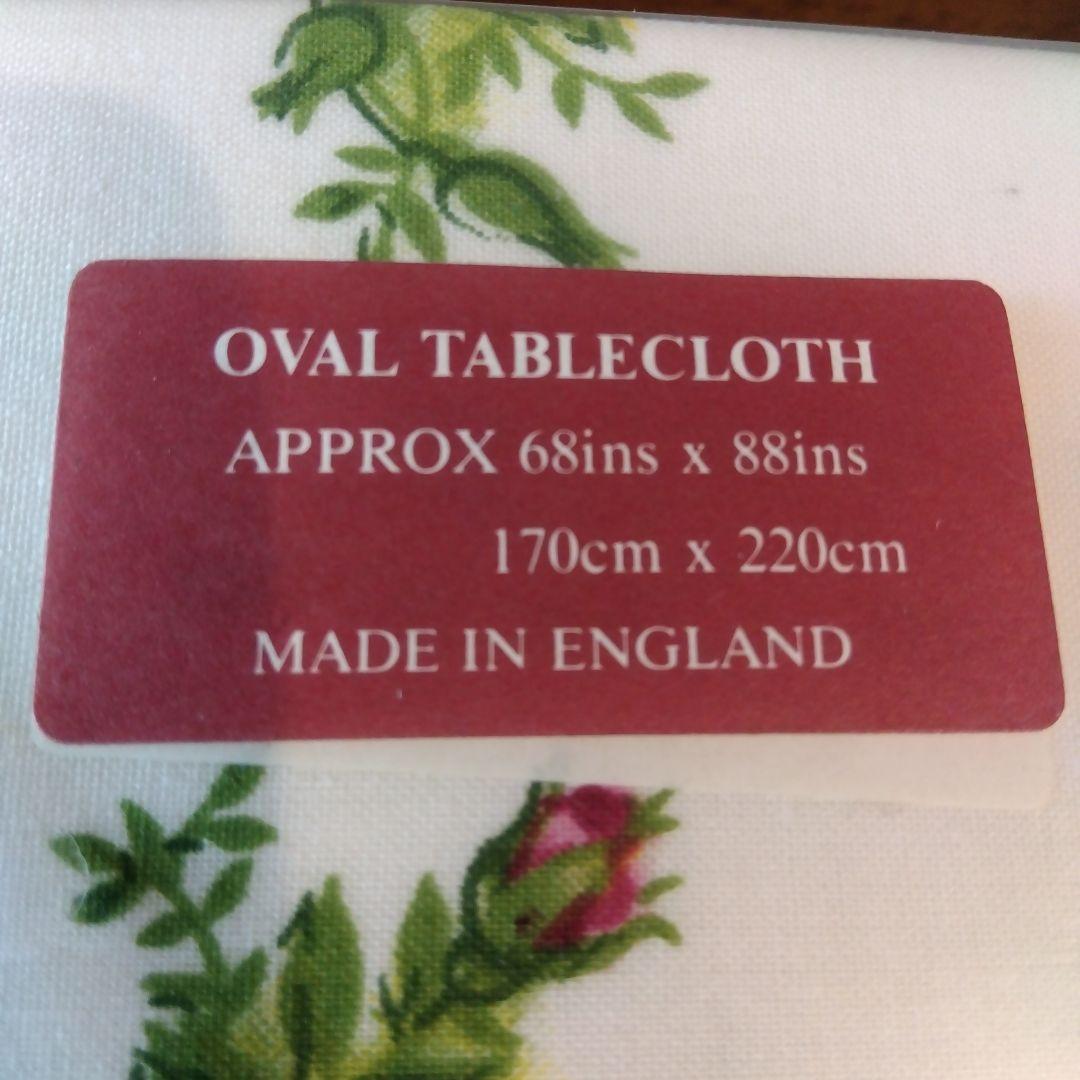 OVAL TABLECLOTH
APPROX 68ins x 88ins
170cm x 220cm
MADE IN ENGLAND